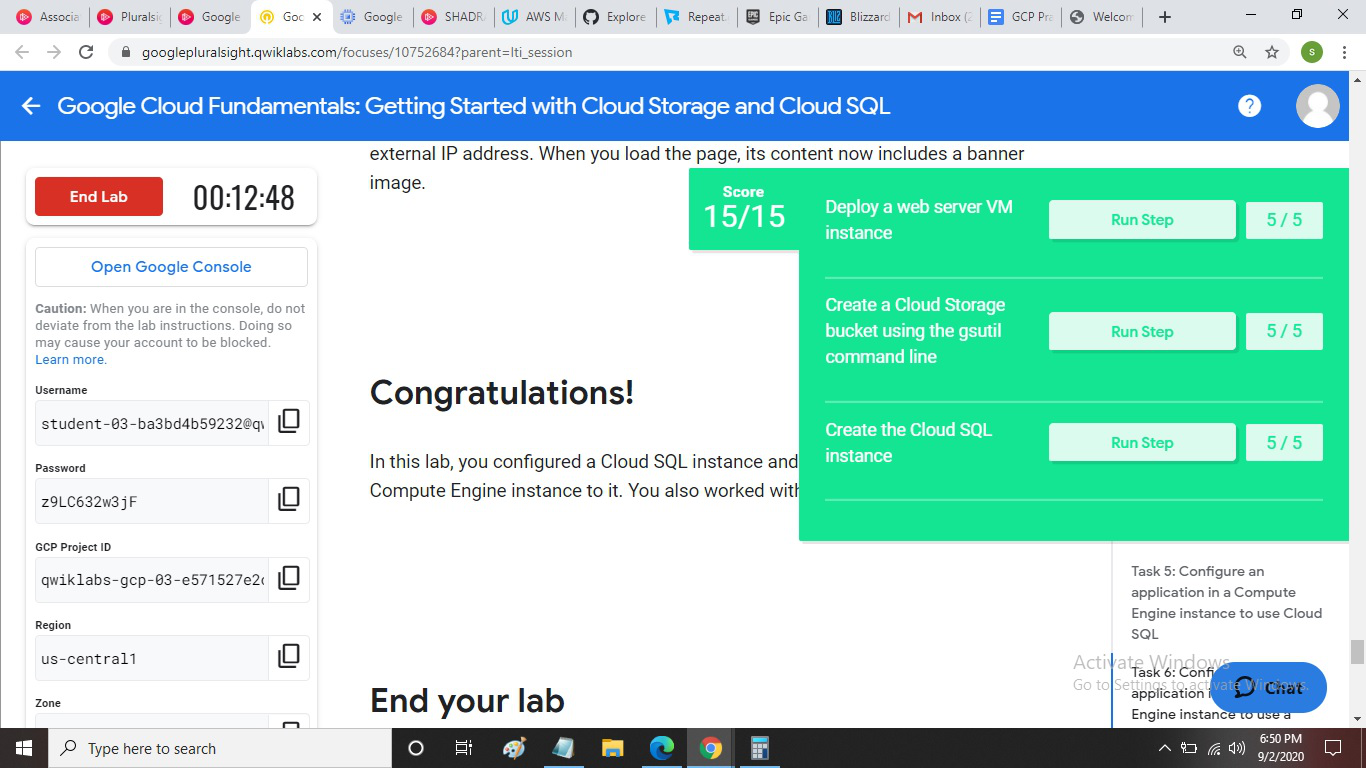 Associa
Pluralsi
Google
Goc
Google
SHADR
AWS M
Explore
Repeat.
Epic Ga
Blizzard
Inbox (2
GCP Pra
Welcom
googlepluralsight.qwiklabs.com/focuses/10752684?parent=lti_session
s
Google Cloud Fundamentals: Getting Started with Cloud Storage and Cloud SQL
?
End Lab
00:12:48
Open Google Console
Caution: When you are in the console, do not
deviate from the lab instructions. Doing so
may cause your account to be blocked.
Learn more.
Username
student-03-ba3bd4b59232@qw
Password
z9LC632w3jF
GCP Project ID
qwiklabs-gcp-03-e571527e2
Region
us-central1
Zone
external IP address. When you load the page, its content now includes a banner
image.
Congratulations!
In this lab, you configured a Cloud SQL instance and
Compute Engine instance to it. You also worked with
End your lab
Score
15/15
Deploy a web server VM
instance
Run Step
5 / 5
Create a Cloud Storage
bucket using the gsutil
command line
Run Step
5 / 5
Create the Cloud SQL
instance
Run Step
5 / 5
Task 5: Configure an
application in a Compute
Engine instance to use Cloud
SQL
Task 6: Confi
application i
Engine instance to use a
Activate Windows
Go to Settings to activate Windows.
Chat
Type here to search
6:50 PM
9/2/2020